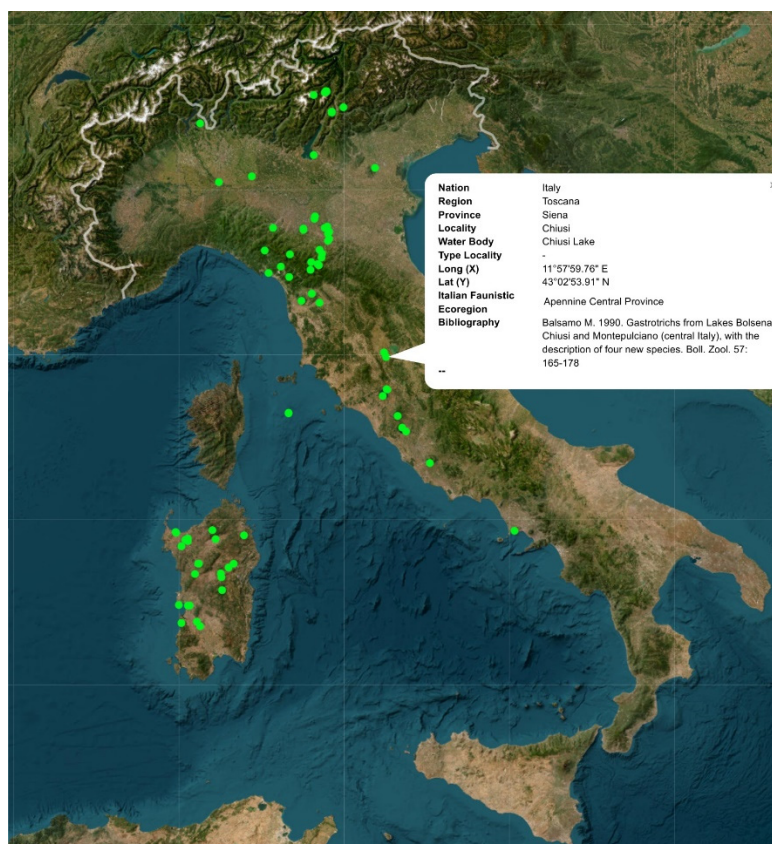 Nation Italy
Region Toscana
Province Siena
Locality Chiusi
Water Body Chiusi Lake
Type Locality -
Long (X) 11°57'59.76" E
Lat (Y) 43°02'53.91" N
Italian Faunistic
Ecoregion Apennine Central Province
Bibliography Balsamo M. 1990. Gastrotrichs from Lakes Bolsena
Chiusi and Montepulciano (central Italy), with the
description of four new species. Boll. Zool. 57:
165-178
--